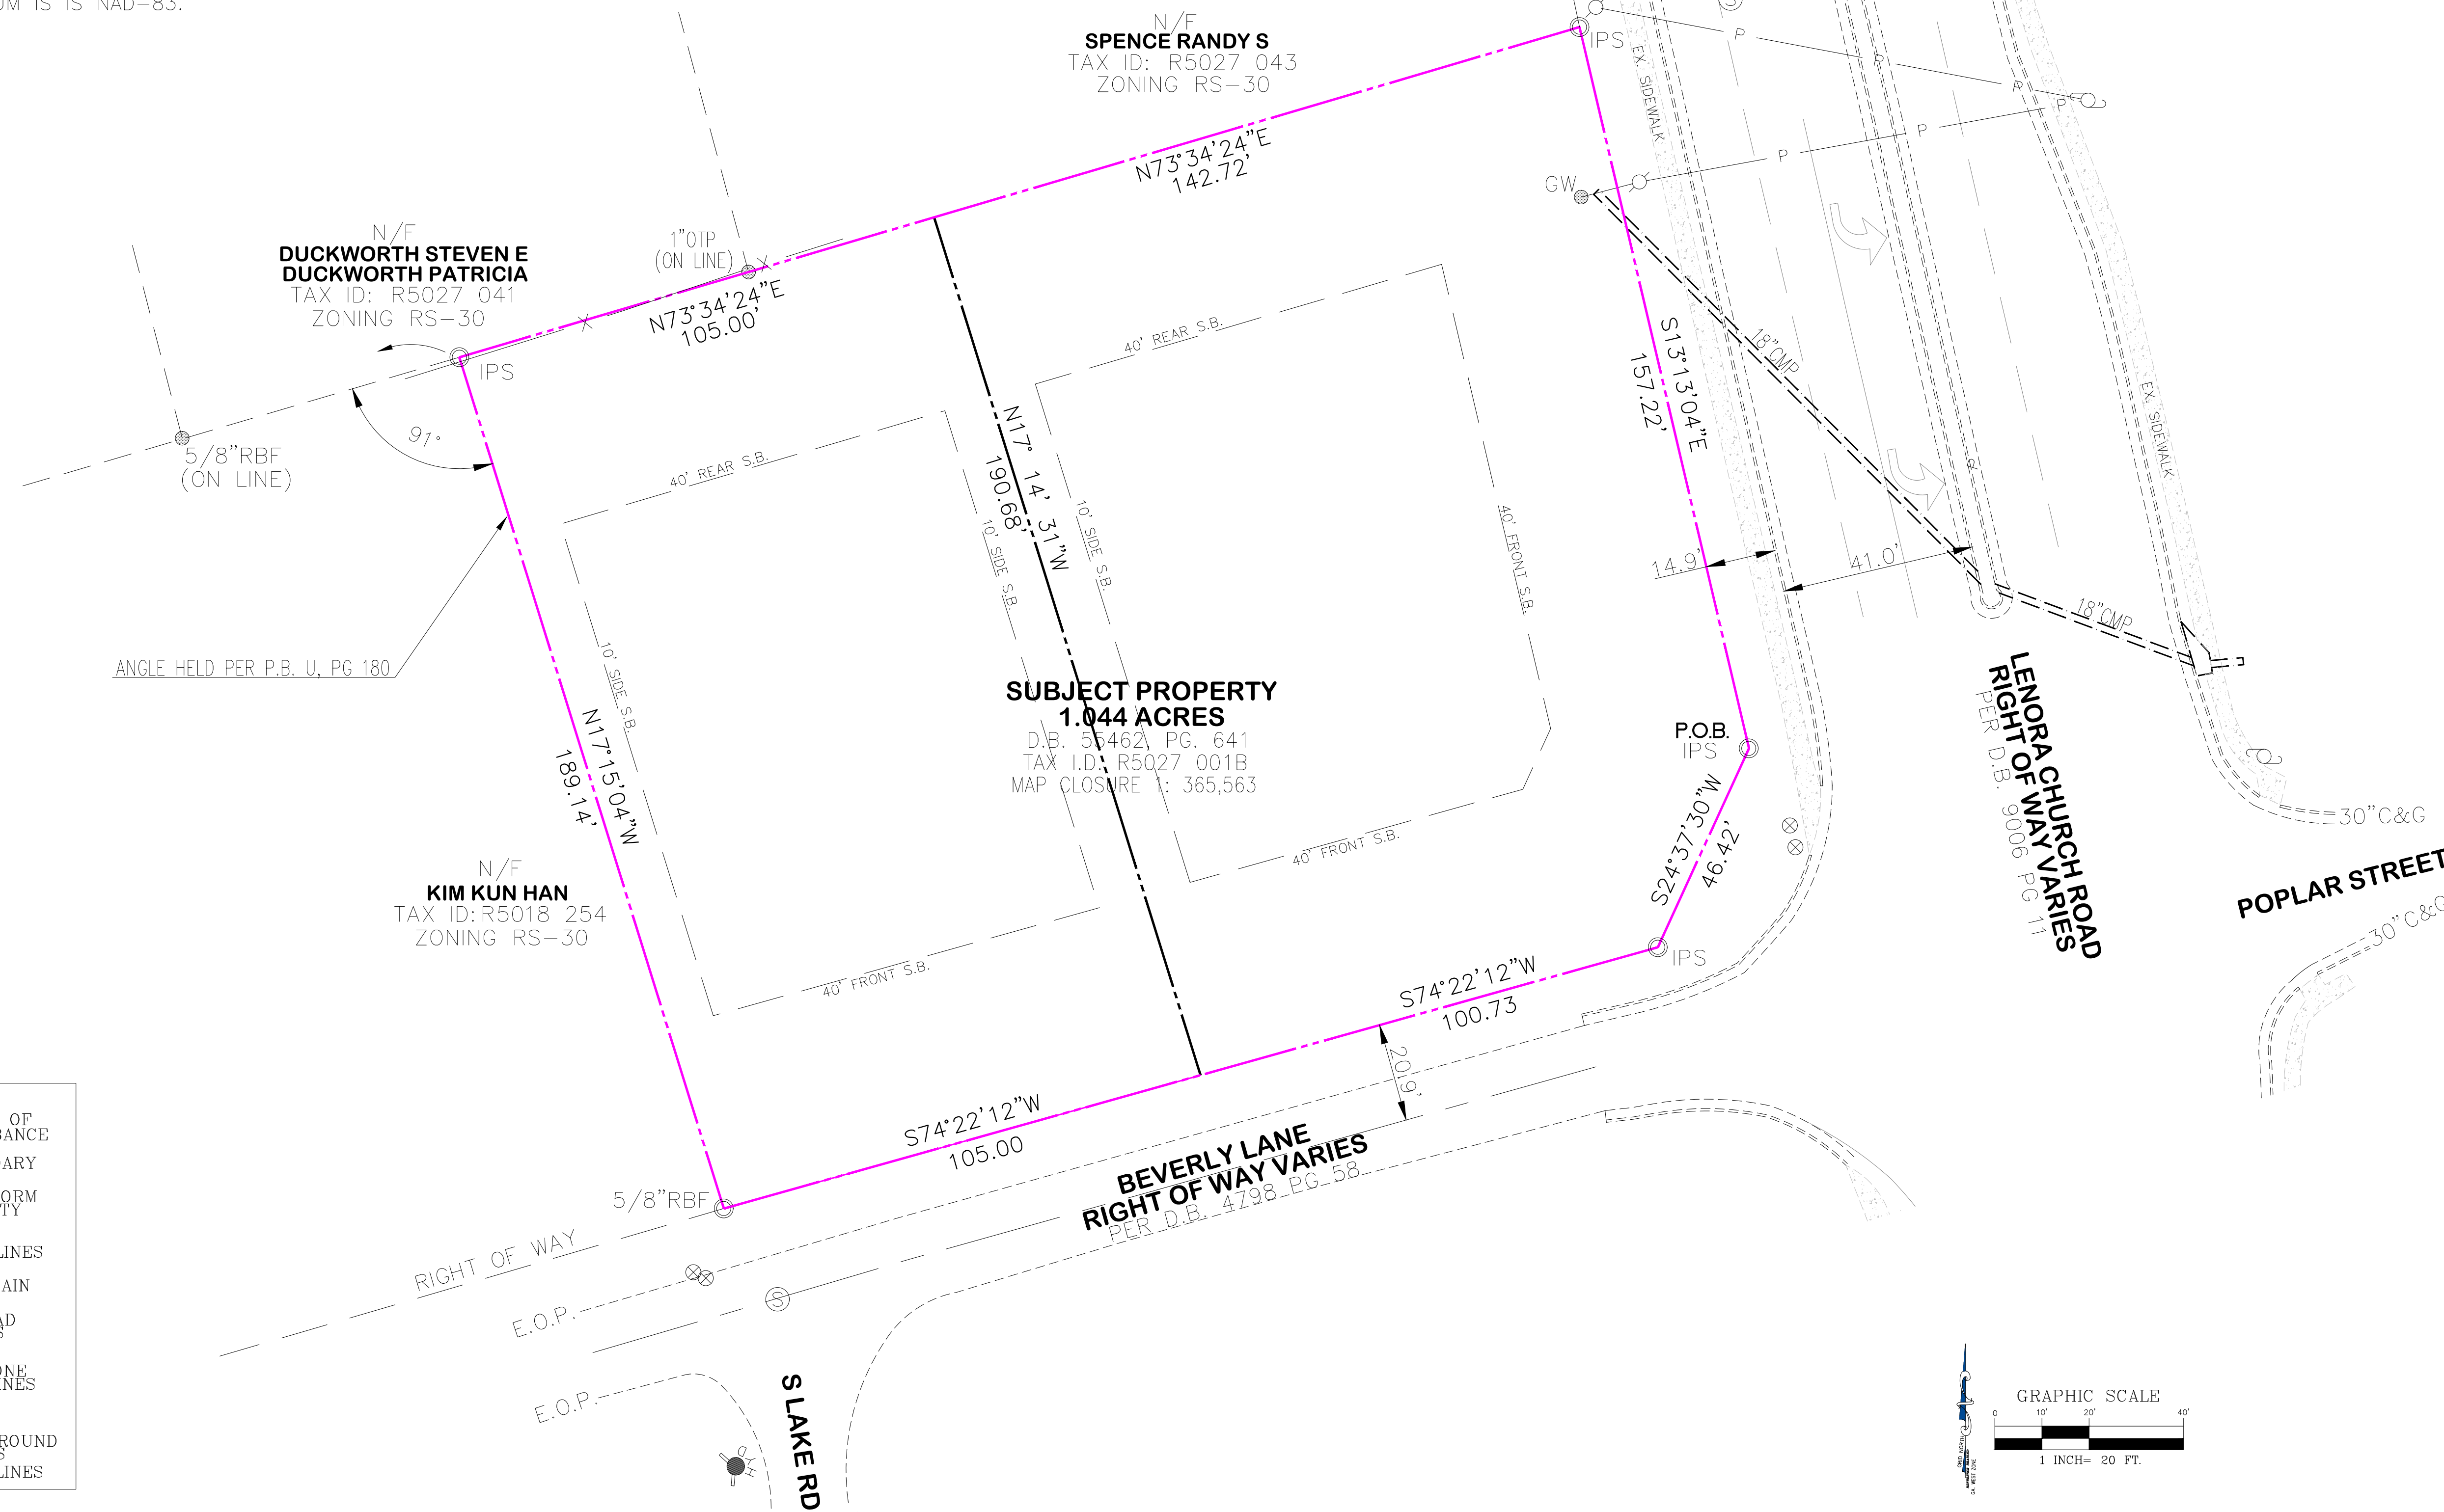 UM IS IS NAD-83.
N/F
SPENCE RANDY S
TAX ID: R5027 043
ZONING RS-30
IPS
EX. SIDEWALK
S
P
P
P
P
P
P
P
GW
N73°34'24"E
142.72'
N/F
DUCKWORTH STEVEN E
DUCKWORTH PATRICIA
TAX ID: R5027 041
ZONING RS-30
1"OTP
(ON LINE)
X
X
N73°34'24"E
105.00'
IPS
91°
5/8"RBF
(ON LINE)
40' REAR S.B.
40' REAR S.B.
N17° 14' 31"W
190.68'
10' SIDE S.B.
10' SIDE S.B.
10' SIDE S.B.
40' FRONT S.B.
S13°13'04"E
157.22'
18"CMP
EX. SIDEWALK
P
14.9'
41.0'
18"CMP
ANGLE HELD PER P.B. U, PG 180
SUBJECT PROPERTY
1.044 ACRES
D.B. 55462, PG. 641
TAX I.D. R5027 001B
MAP CLOSURE 1: 365,563
N17°15'04"W
189.14'
P.O.B.
IPS
LENORA CHURCH ROAD
RIGHT OF WAY VARIES
PER D.B. 9006 PG 11
S24°37'30"W
46.42'
40' FRONT S.B.
40' FRONT S.B.
30"C&G
POPLAR STREET
30"C&G
N/F
KIM KUN HAN
TAX ID:R5018 254
ZONING RS-30
IPS
S74°22'12"W
100.73
20.9'
S74°22'12"W
105.00
BEVERLY LANE
RIGHT OF WAY VARIES
PER D.B. 4798 PG 58
5/8"RBF
RIGHT OF WAY
E.O.P.
S
E.O.P.
S LAKE RD
HYD
OF
BANCE
DARY
ORM
TY
LINES
AIN
AD
S
ONE
INES
ROUND
S
LINES
GRID NORTH
GA. WEST ZONE
GRAPHIC SCALE
0 10' 20' 40'
1 INCH= 20 FT.